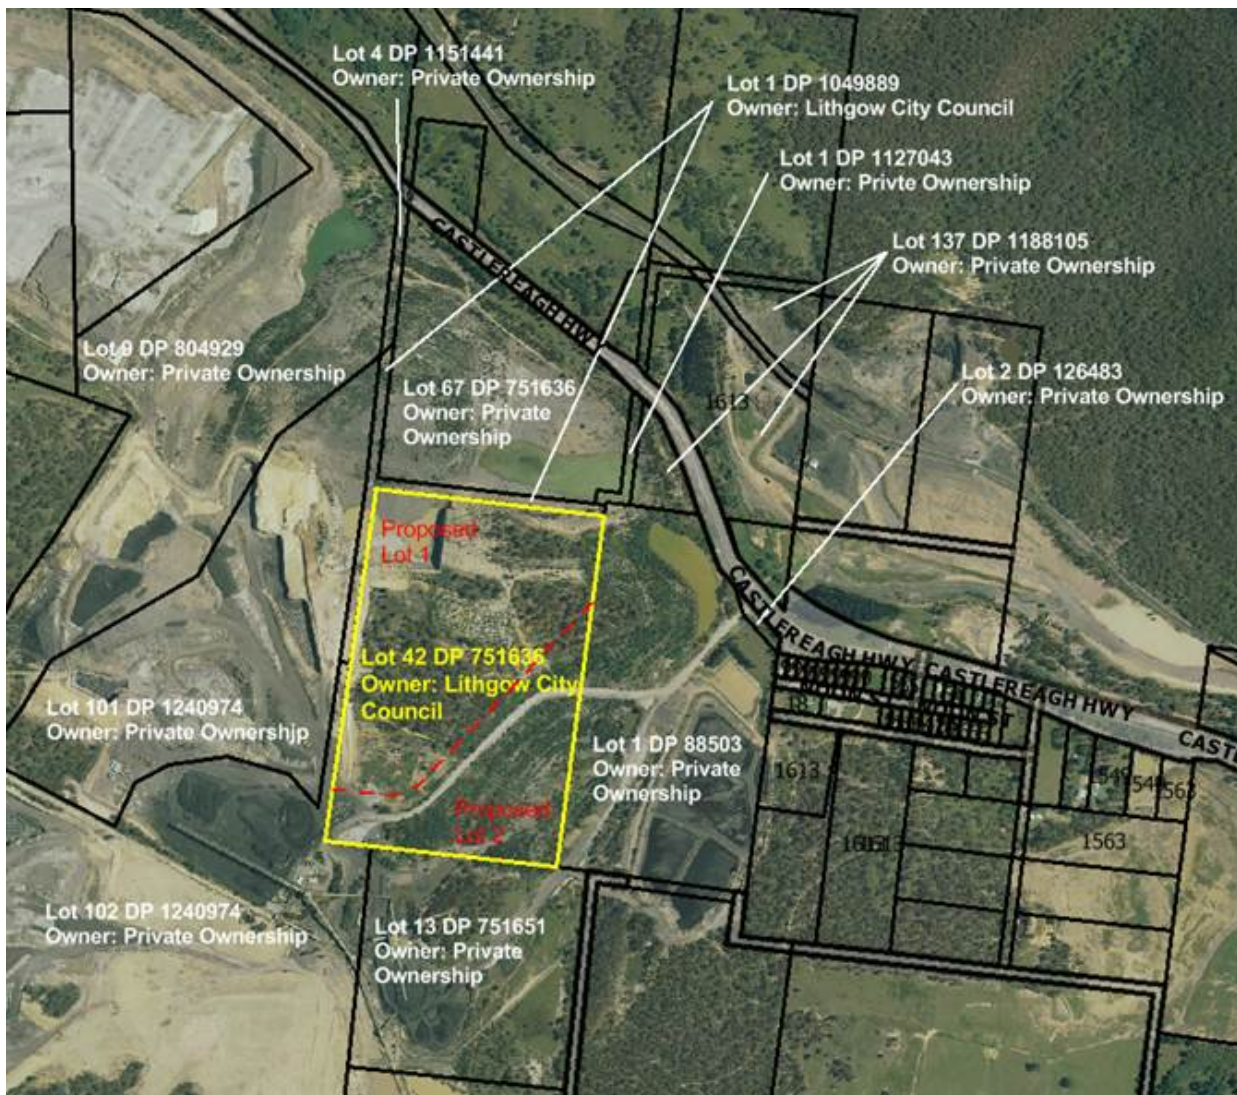 Lot 4 DP 1151441
Owner: Private Ownership
Lot 1 DP 1049889
Owner: Lithgow City Council
Lot 1 DP 1127043
Owner: Privte Ownership
Lot 137 DP 1188105
Owner: Private Ownership
CASTLEREAGH HWY
Lot 9 DP 804929
Owner: Private Ownership
Lot 67 DP 751636
Owner: Private
Ownership
Lot 2 DP 126483
Owner: Private Ownership
1613
Proposed
Lot 1
Lot 42 DP 751636
Owner: Lithgow City
Council
CASTLEREAGH HWY
CASTLEREAGH HWY
Lot 101 DP 1240974
Owner: Private Ownership
Lot 1 DP 88503
Owner: Private
Ownership
1613
1563
1563
Proposed
Lot 2
Lot 102 DP 1240974
Owner: Private Ownership
Lot 13 DP 751651
Owner: Private
Ownership